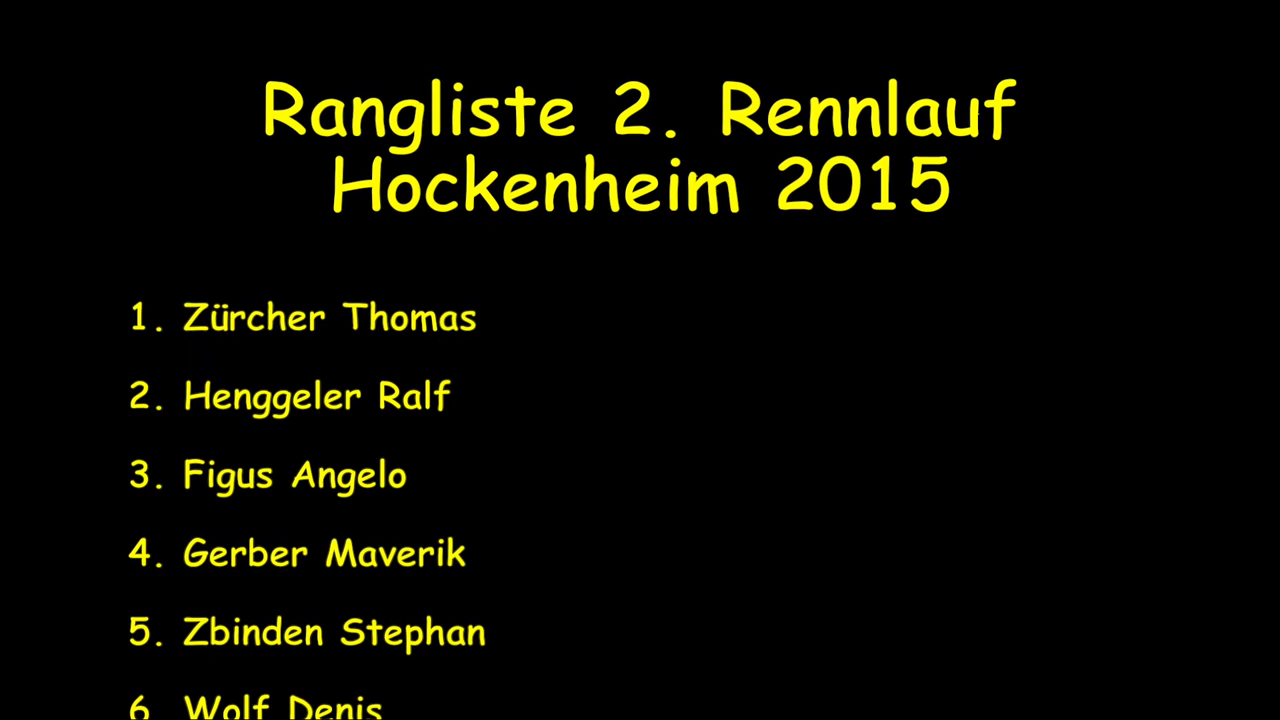 Rangliste 2. Rennlauf
Hockenheim 2015
1. Zürcher Thomas
2. Henggeler Ralf
3. Figus Angelo
4. Gerber Maverik
5. Zbinden Stephan
6. Wolf Denis